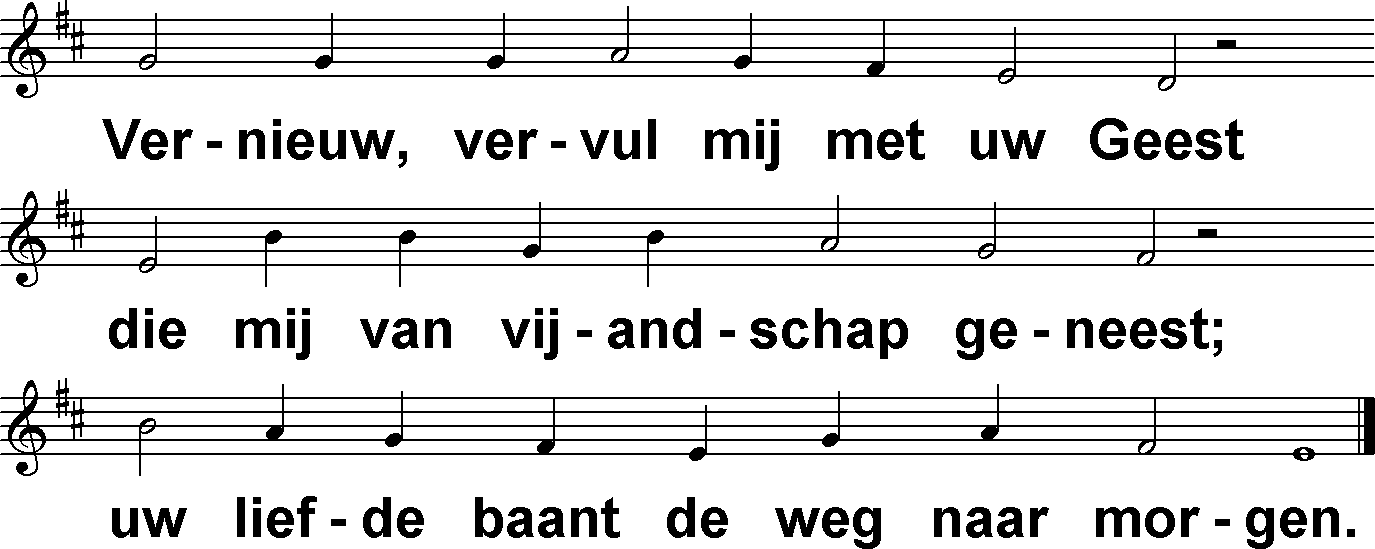 Ver - nieuw, ver - vul mij met uw Geest
die mij van vij - and - schap ge - neest;
uw lief - de baant de weg naar mor - gen.